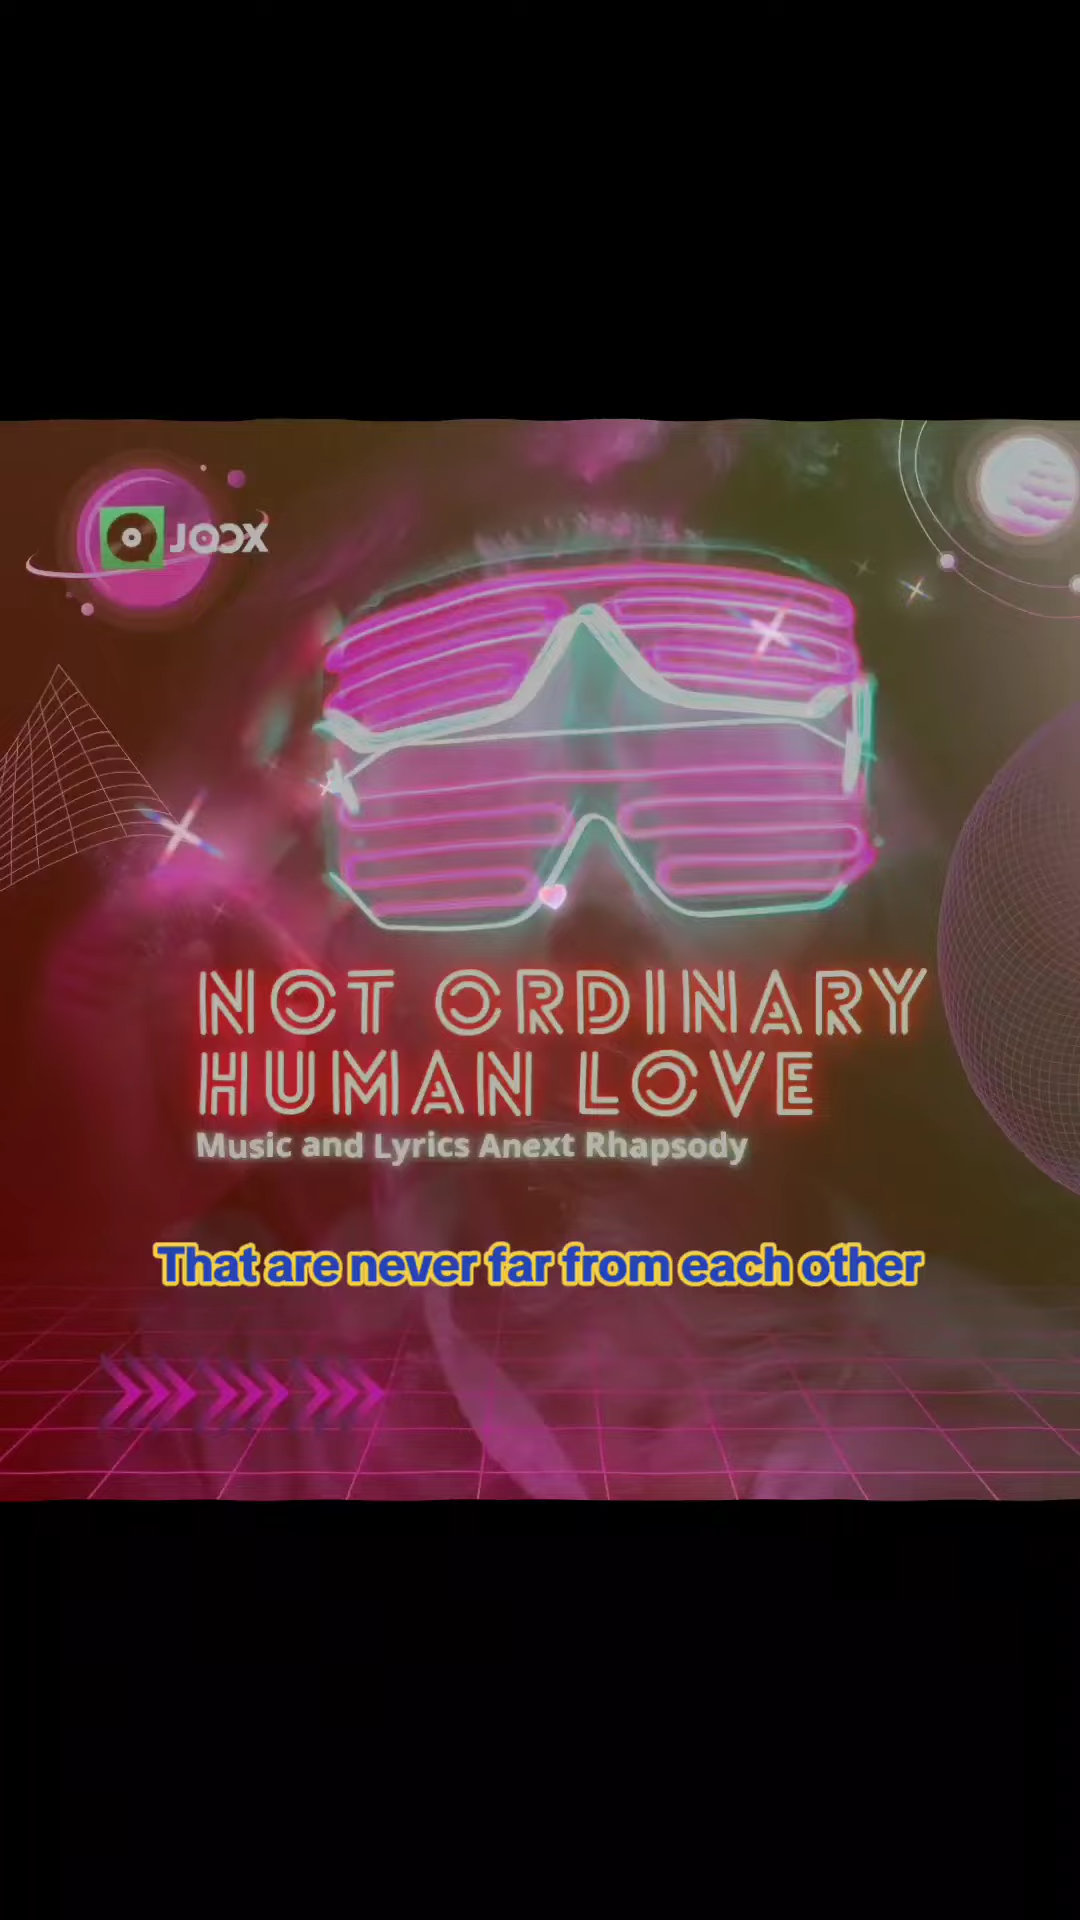 JOOX
NOT ORDINARY
HUMAN LOVE
Music and Lyrics Anext Rhapsody
That are never far from each other